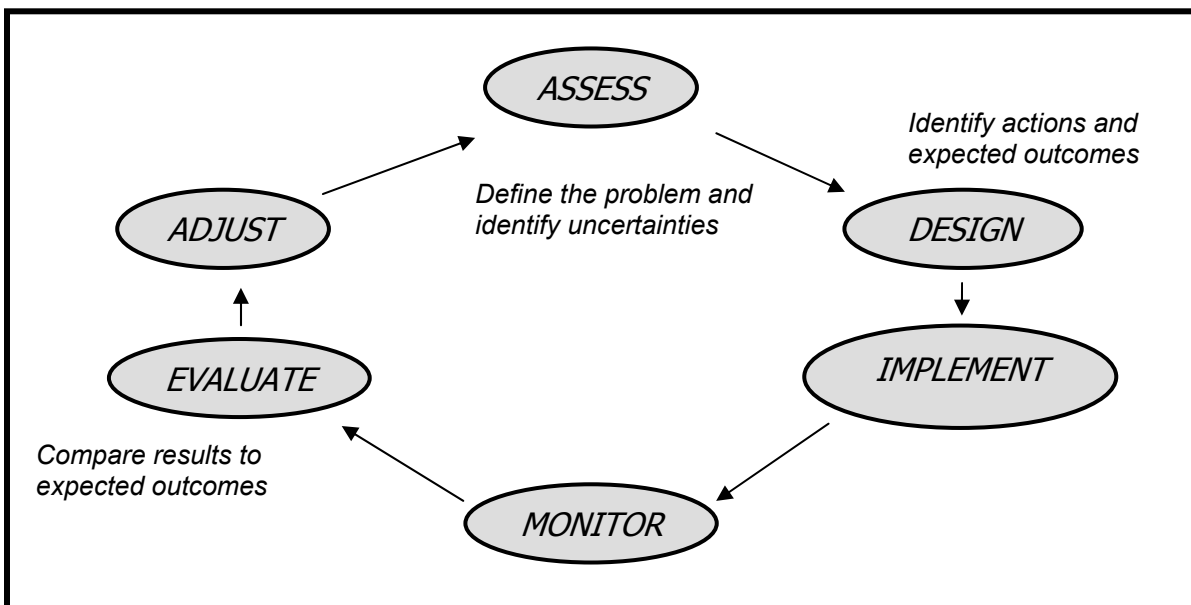 ASSESS
Identify actions and
expected outcomes
Define the problem and
identify uncertainties
ADJUST
DESIGN
EVALUATE
IMPLEMENT
Compare results to
expected outcomes
MONITOR